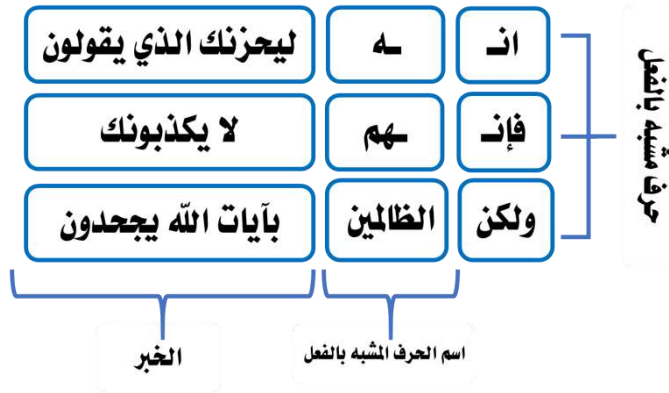 حرف مشبه بالفعل
انـ ـه ليحزنك الذي يقولون
فإنـ ـهم لا يكذبونك
ولكن الظالمين بآيات الله يجحدون
اسم الحرف المشبه بالفعل
الخبر